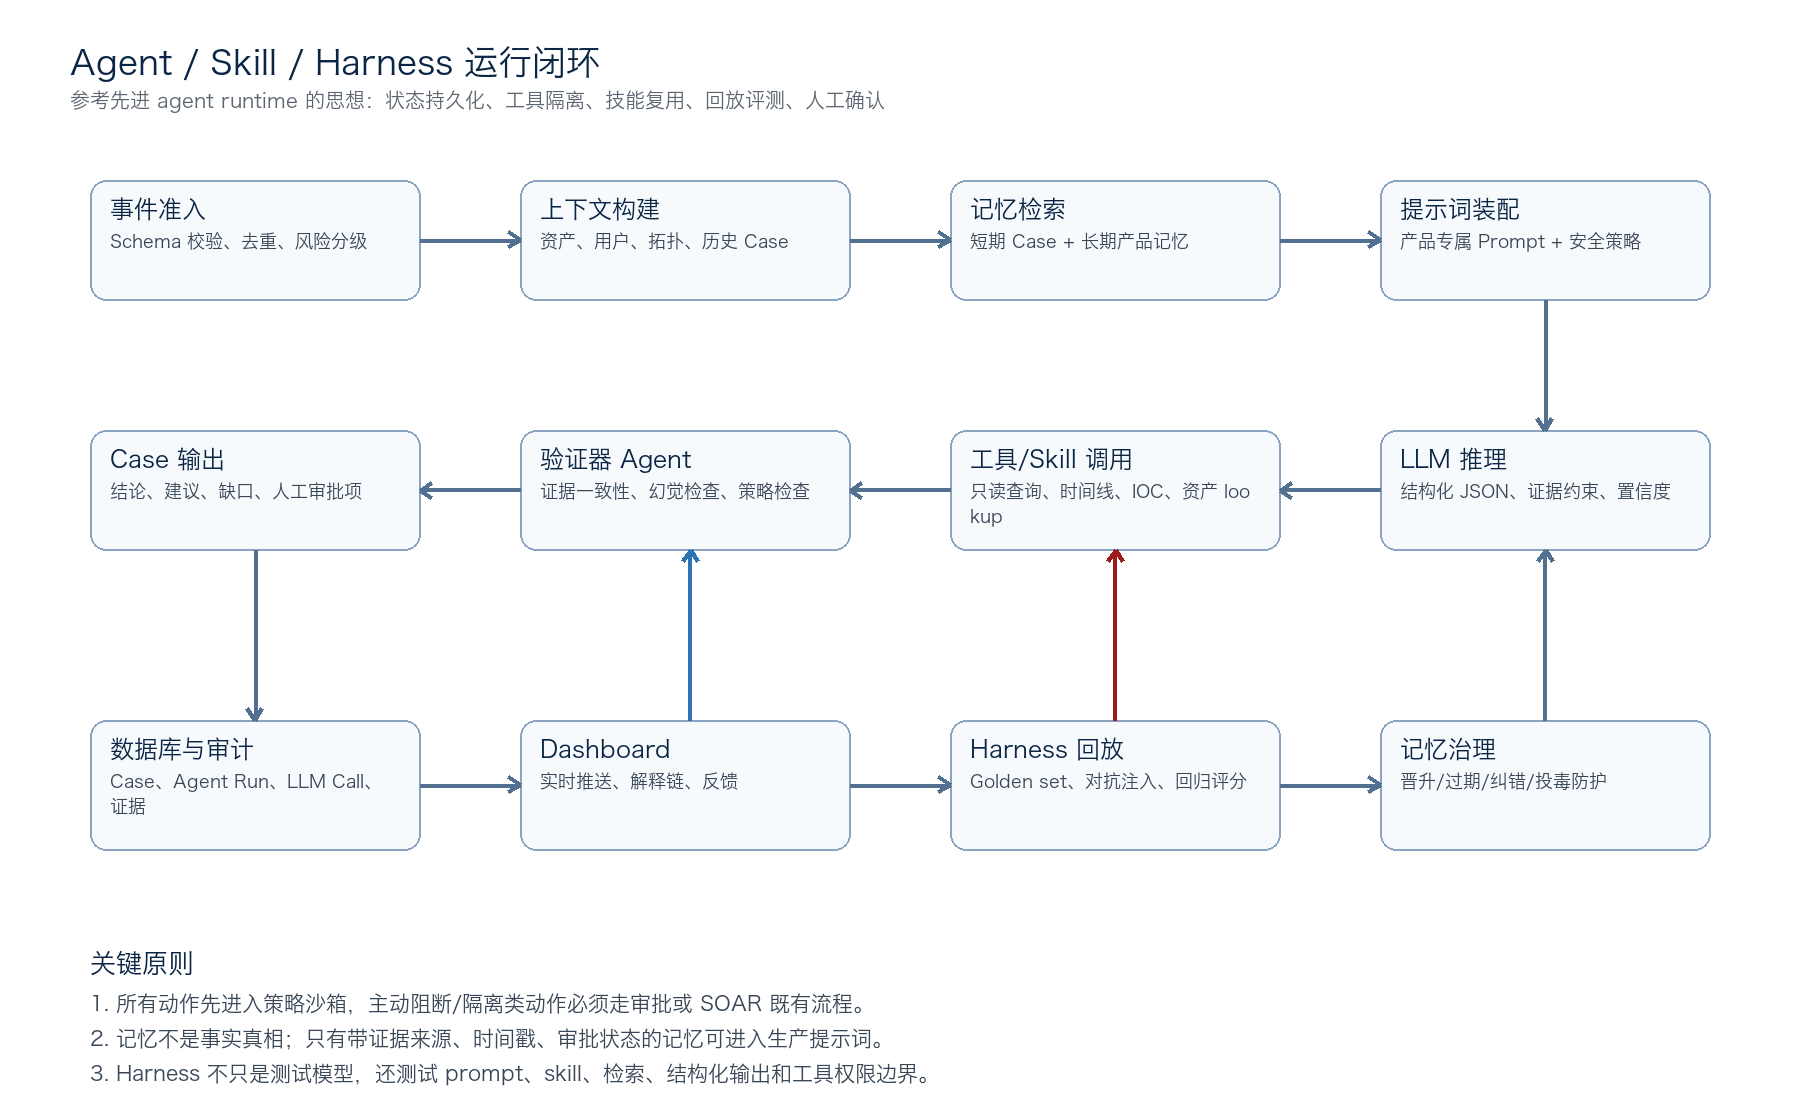 Agent / Skill / Harness 运行闭环
参考先进 agent runtime 的思想：状态持久化、工具隔离、技能复用、回放评测、人工确认
事件准入
Schema 校验、去重、风险分级
上下文构建
资产、用户、拓扑、历史 Case
记忆检索
短期 Case + 长期产品记忆
提示词装配
产品专属 Prompt + 安全策略
Case 输出
结论、建议、缺口、人工审批项
验证器 Agent
证据一致性、幻觉检查、策略检查
工具/Skill 调用
只读查询、时间线、IOC、资产 loo
kup
LLM 推理
结构化 JSON、证据约束、置信度
数据库与审计
Case、Agent Run、LLM Call、
证据
Dashboard
实时推送、解释链、反馈
Harness 回放
Golden set、对抗注入、回归评分
记忆治理
晋升/过期/纠错/投毒防护
关键原则
1. 所有动作先进入策略沙箱，主动阻断/隔离类动作必须走审批或 SOAR 既有流程。
2. 记忆不是事实真相；只有带证据来源、时间戳、审批状态的记忆可进入生产提示词。
3. Harness 不只是测试模型，还测试 prompt、skill、检索、结构化输出和工具权限边界。